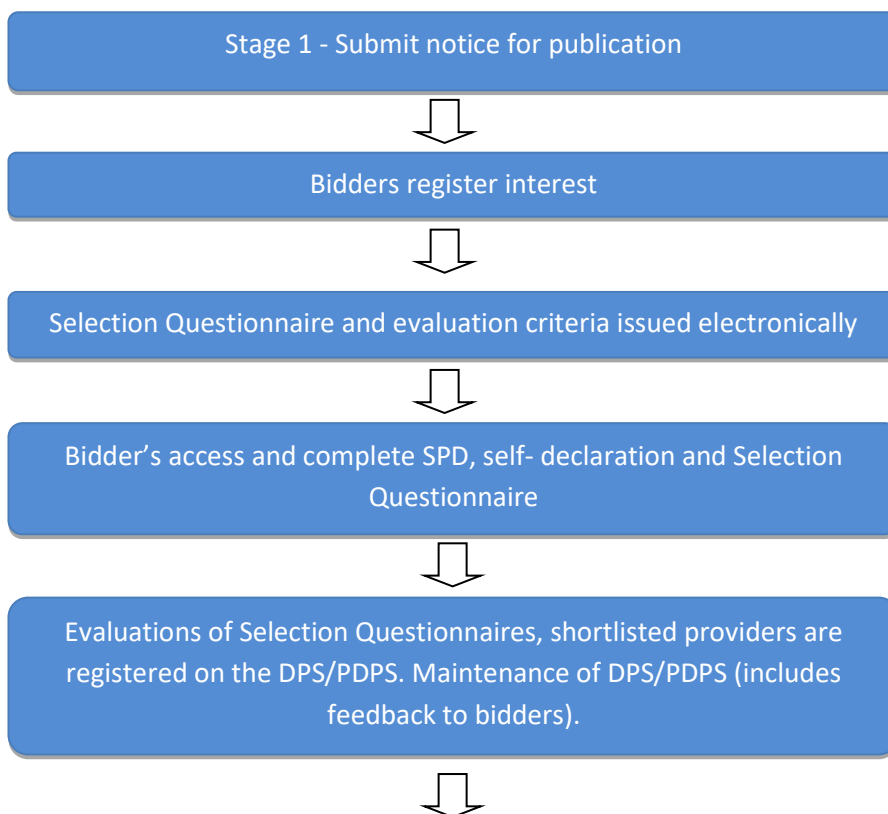 Stage 1 - Submit notice for publication
Bidders register interest
Selection Questionnaire and evaluation criteria issued electronically
Bidder’s access and complete SPD, self- declaration and Selection
Questionnaire
Evaluations of Selection Questionnaires, shortlisted providers are
registered on the DPS/PDPS. Maintenance of DPS/PDPS (includes
feedback to bidders).